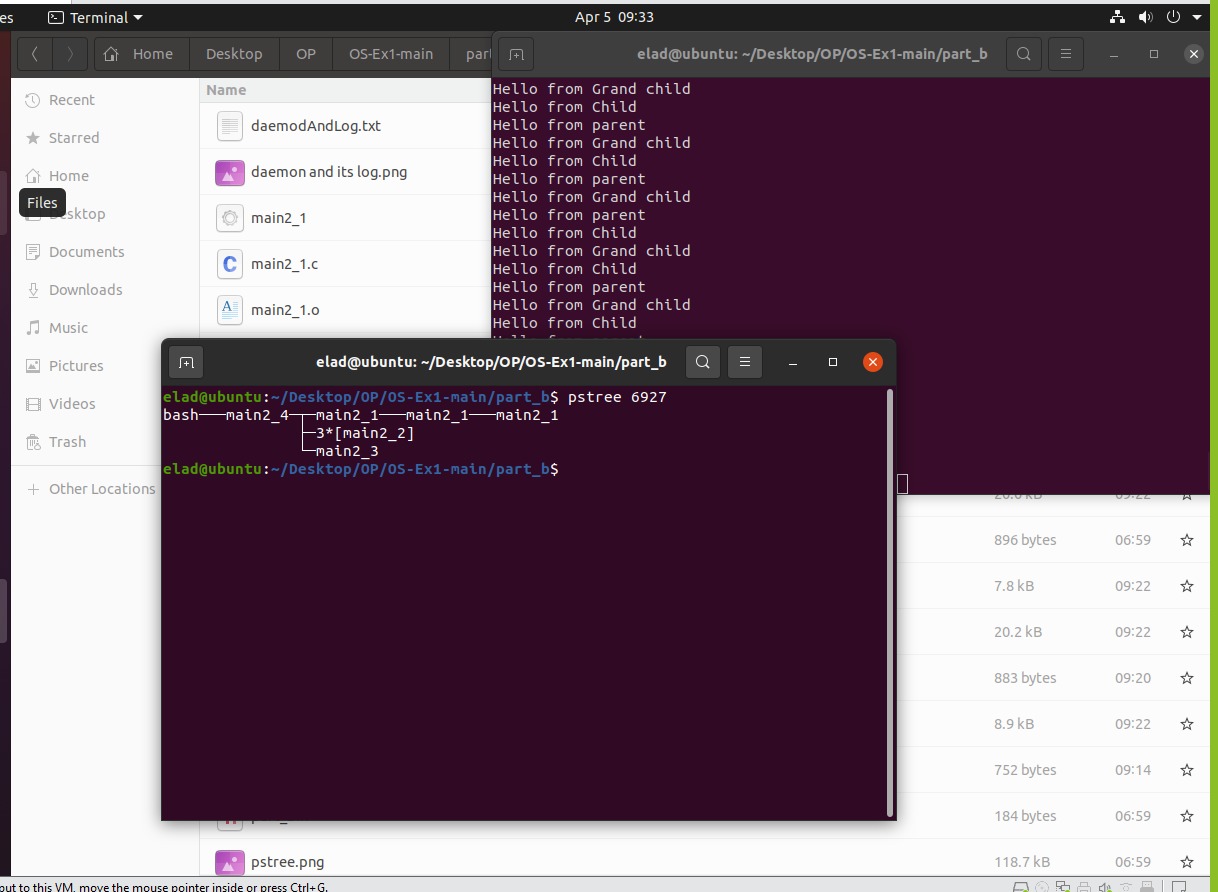 es Terminal Apr 5 09:33
Home Desktop OP OS-Ex1-main
elad@ubuntu: ~/Desktop/OP/OS-Ex1-main/part_b
Recent
Starred
Home
Files
Desktop
Documents
Downloads
Music
Pictures
Videos
Trash
Other Locations
Name
daemodAndLog.txt
daemon and its log.png
main2_1
main2_1.c
main2_1.o
Hello from Grand child
Hello from Child
Hello from parent
Hello from Grand child
Hello from Child
Hello from parent
Hello from Grand child
Hello from parent
Hello from Child
Hello from Grand child
Hello from Child
Hello from parent
Hello from Grand child
Hello from Child
elad@ubuntu: ~/Desktop/OP/OS-Ex1-main/part_b
elad@ubuntu:~/Desktop/OP/OS-Ex1-main/part_b$ pstree 6927
bash───main2_4─┬─main2_1───main2_1───main2_1
├─3*[main2_2]
└─main2_3
elad@ubuntu:~/Desktop/OP/OS-Ex1-main/part_b$
896 bytes 06:59
7.8 kB 09:22
20.2 kB 09:22
883 bytes 09:20
8.9 kB 09:22
752 bytes 09:14
184 bytes 06:59
pstree.png 118.7 kB 06:59
to this VM, move the mouse pointer inside or press Ctrl+G.